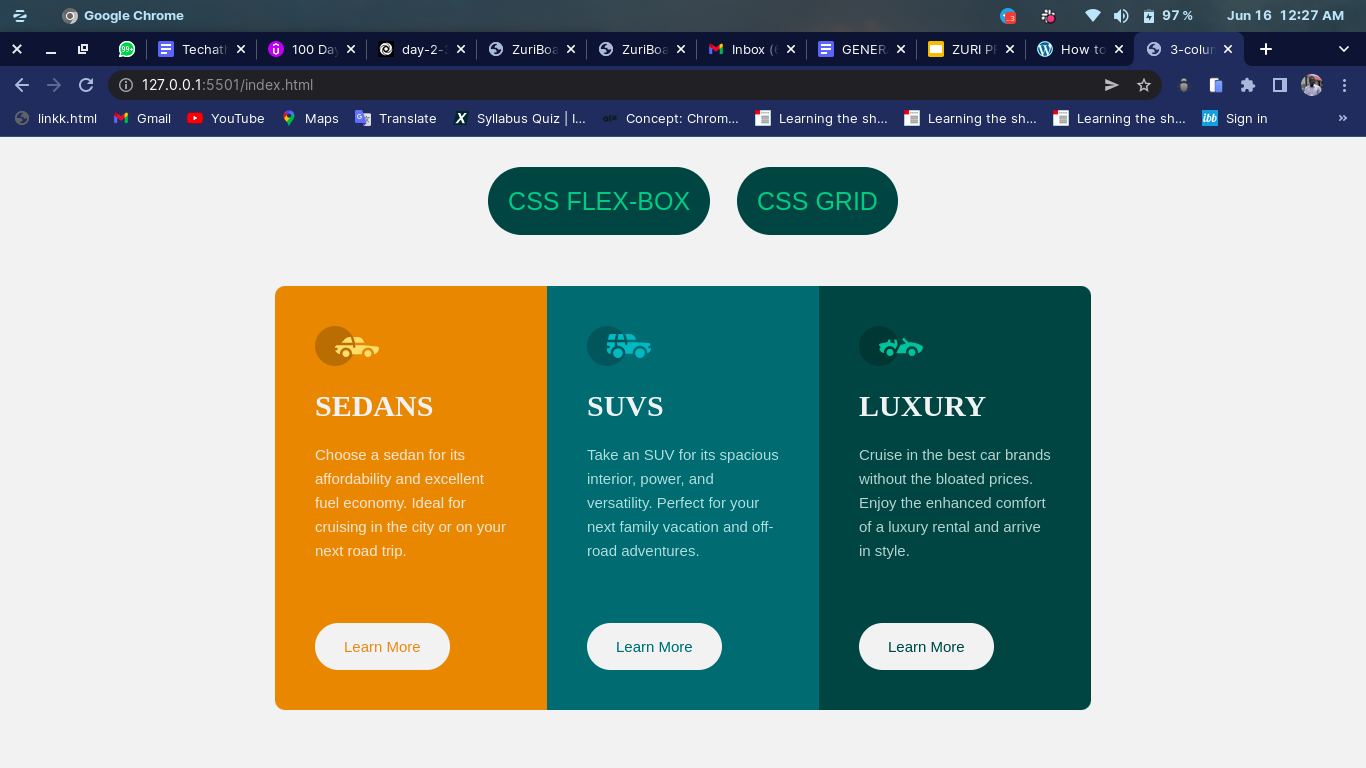 Google Chrome
97 %
Jun 16 12:27 AM
99+
Techath
100 Day
day-2-
ZuriBoa
ZuriBoa
Inbox (
GENER
ZURI P
How to
3-colum
127.0.0.1:5501/index.html
linkk.html
Gmail
YouTube
Maps
Translate
Syllabus Quiz | I...
Concept: Chrom...
Learning the sh...
Learning the sh...
Learning the sh...
ibb
Sign in
CSS FLEX-BOX
CSS GRID
SEDANS
Choose a sedan for its
affordability and excellent
fuel economy. Ideal for
cruising in the city or on your
next road trip.
Learn More
SUVS
Take an SUV for its spacious
interior, power, and
versatility. Perfect for your
next family vacation and off-
road adventures.
Learn More
LUXURY
Cruise in the best car brands
without the bloated prices.
Enjoy the enhanced comfort
of a luxury rental and arrive
in style.
Learn More